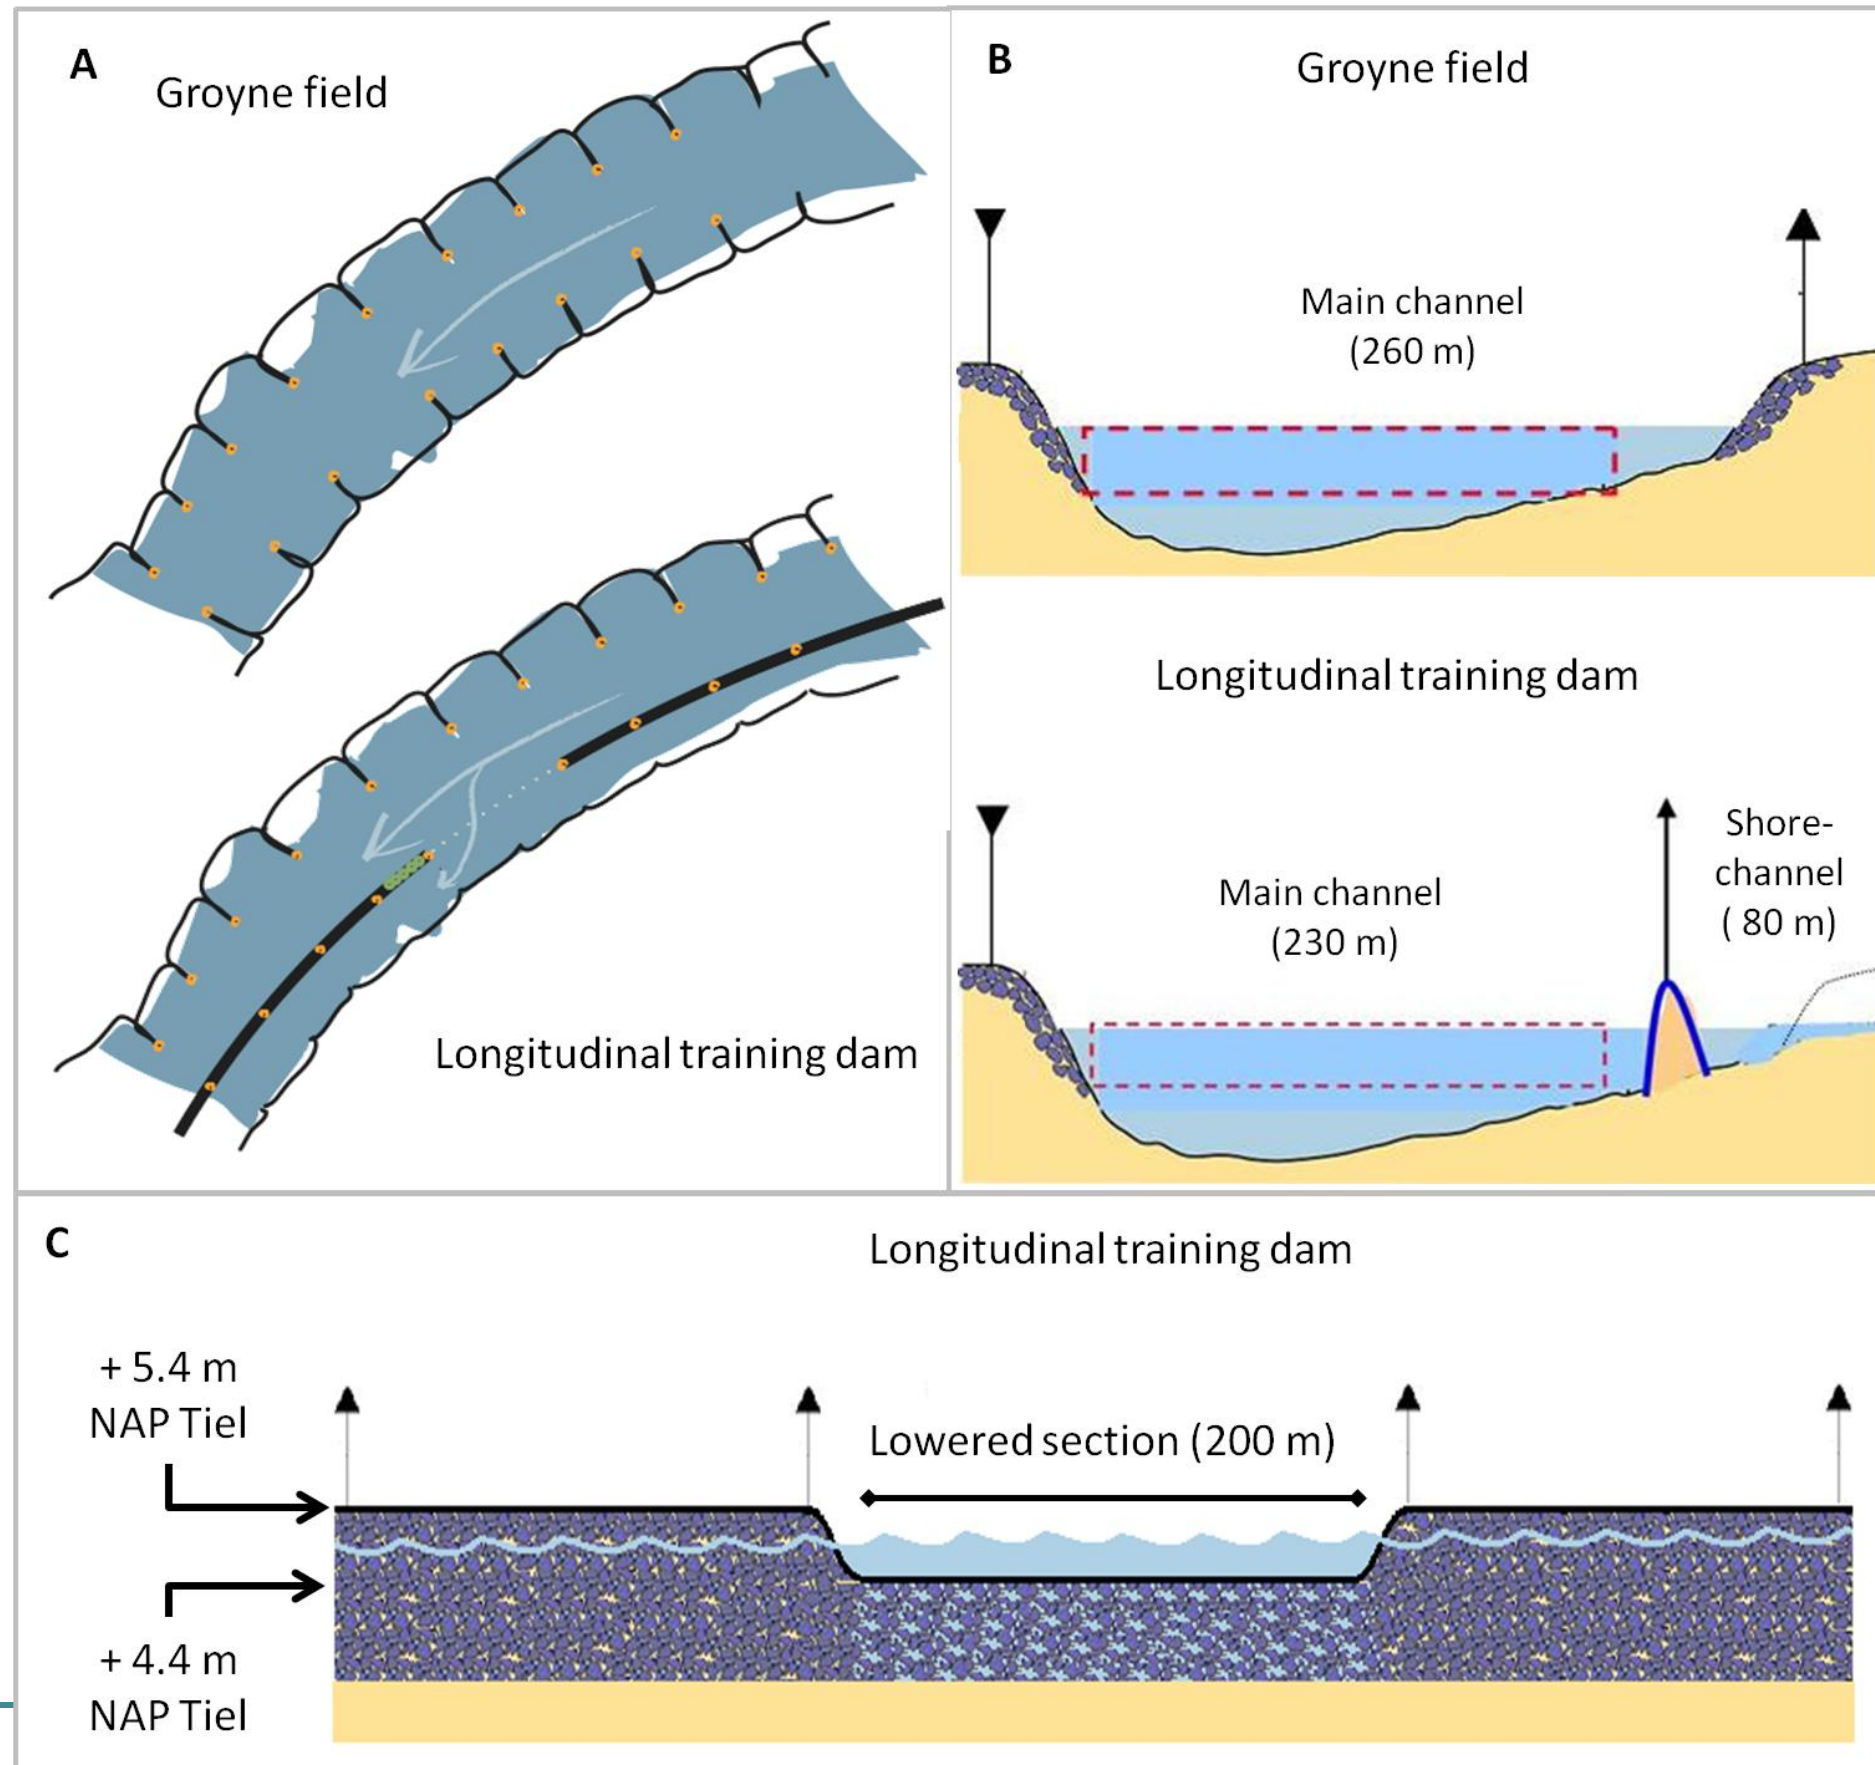 A
Groyne field
Longitudinal training dam
B
Groyne field
Main channel
(260 m)
Longitudinal training dam
Main channel
(230 m)
Shore-
channel
( 80 m)
C
Longitudinal training dam
+ 5.4 m
NAP Tiel
Lowered section (200 m)
+ 4.4 m
NAP Tiel